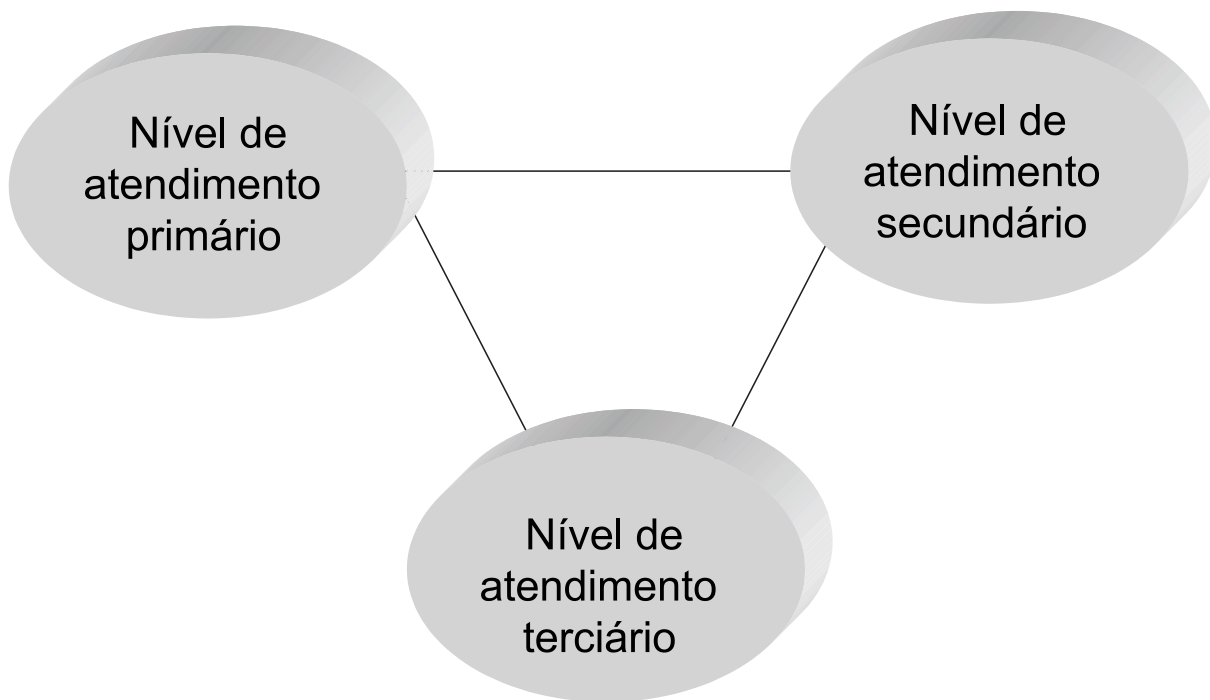 Nível de
atendimento
primário
Nível de
atendimento
secundário
Nível de
atendimento
terciário